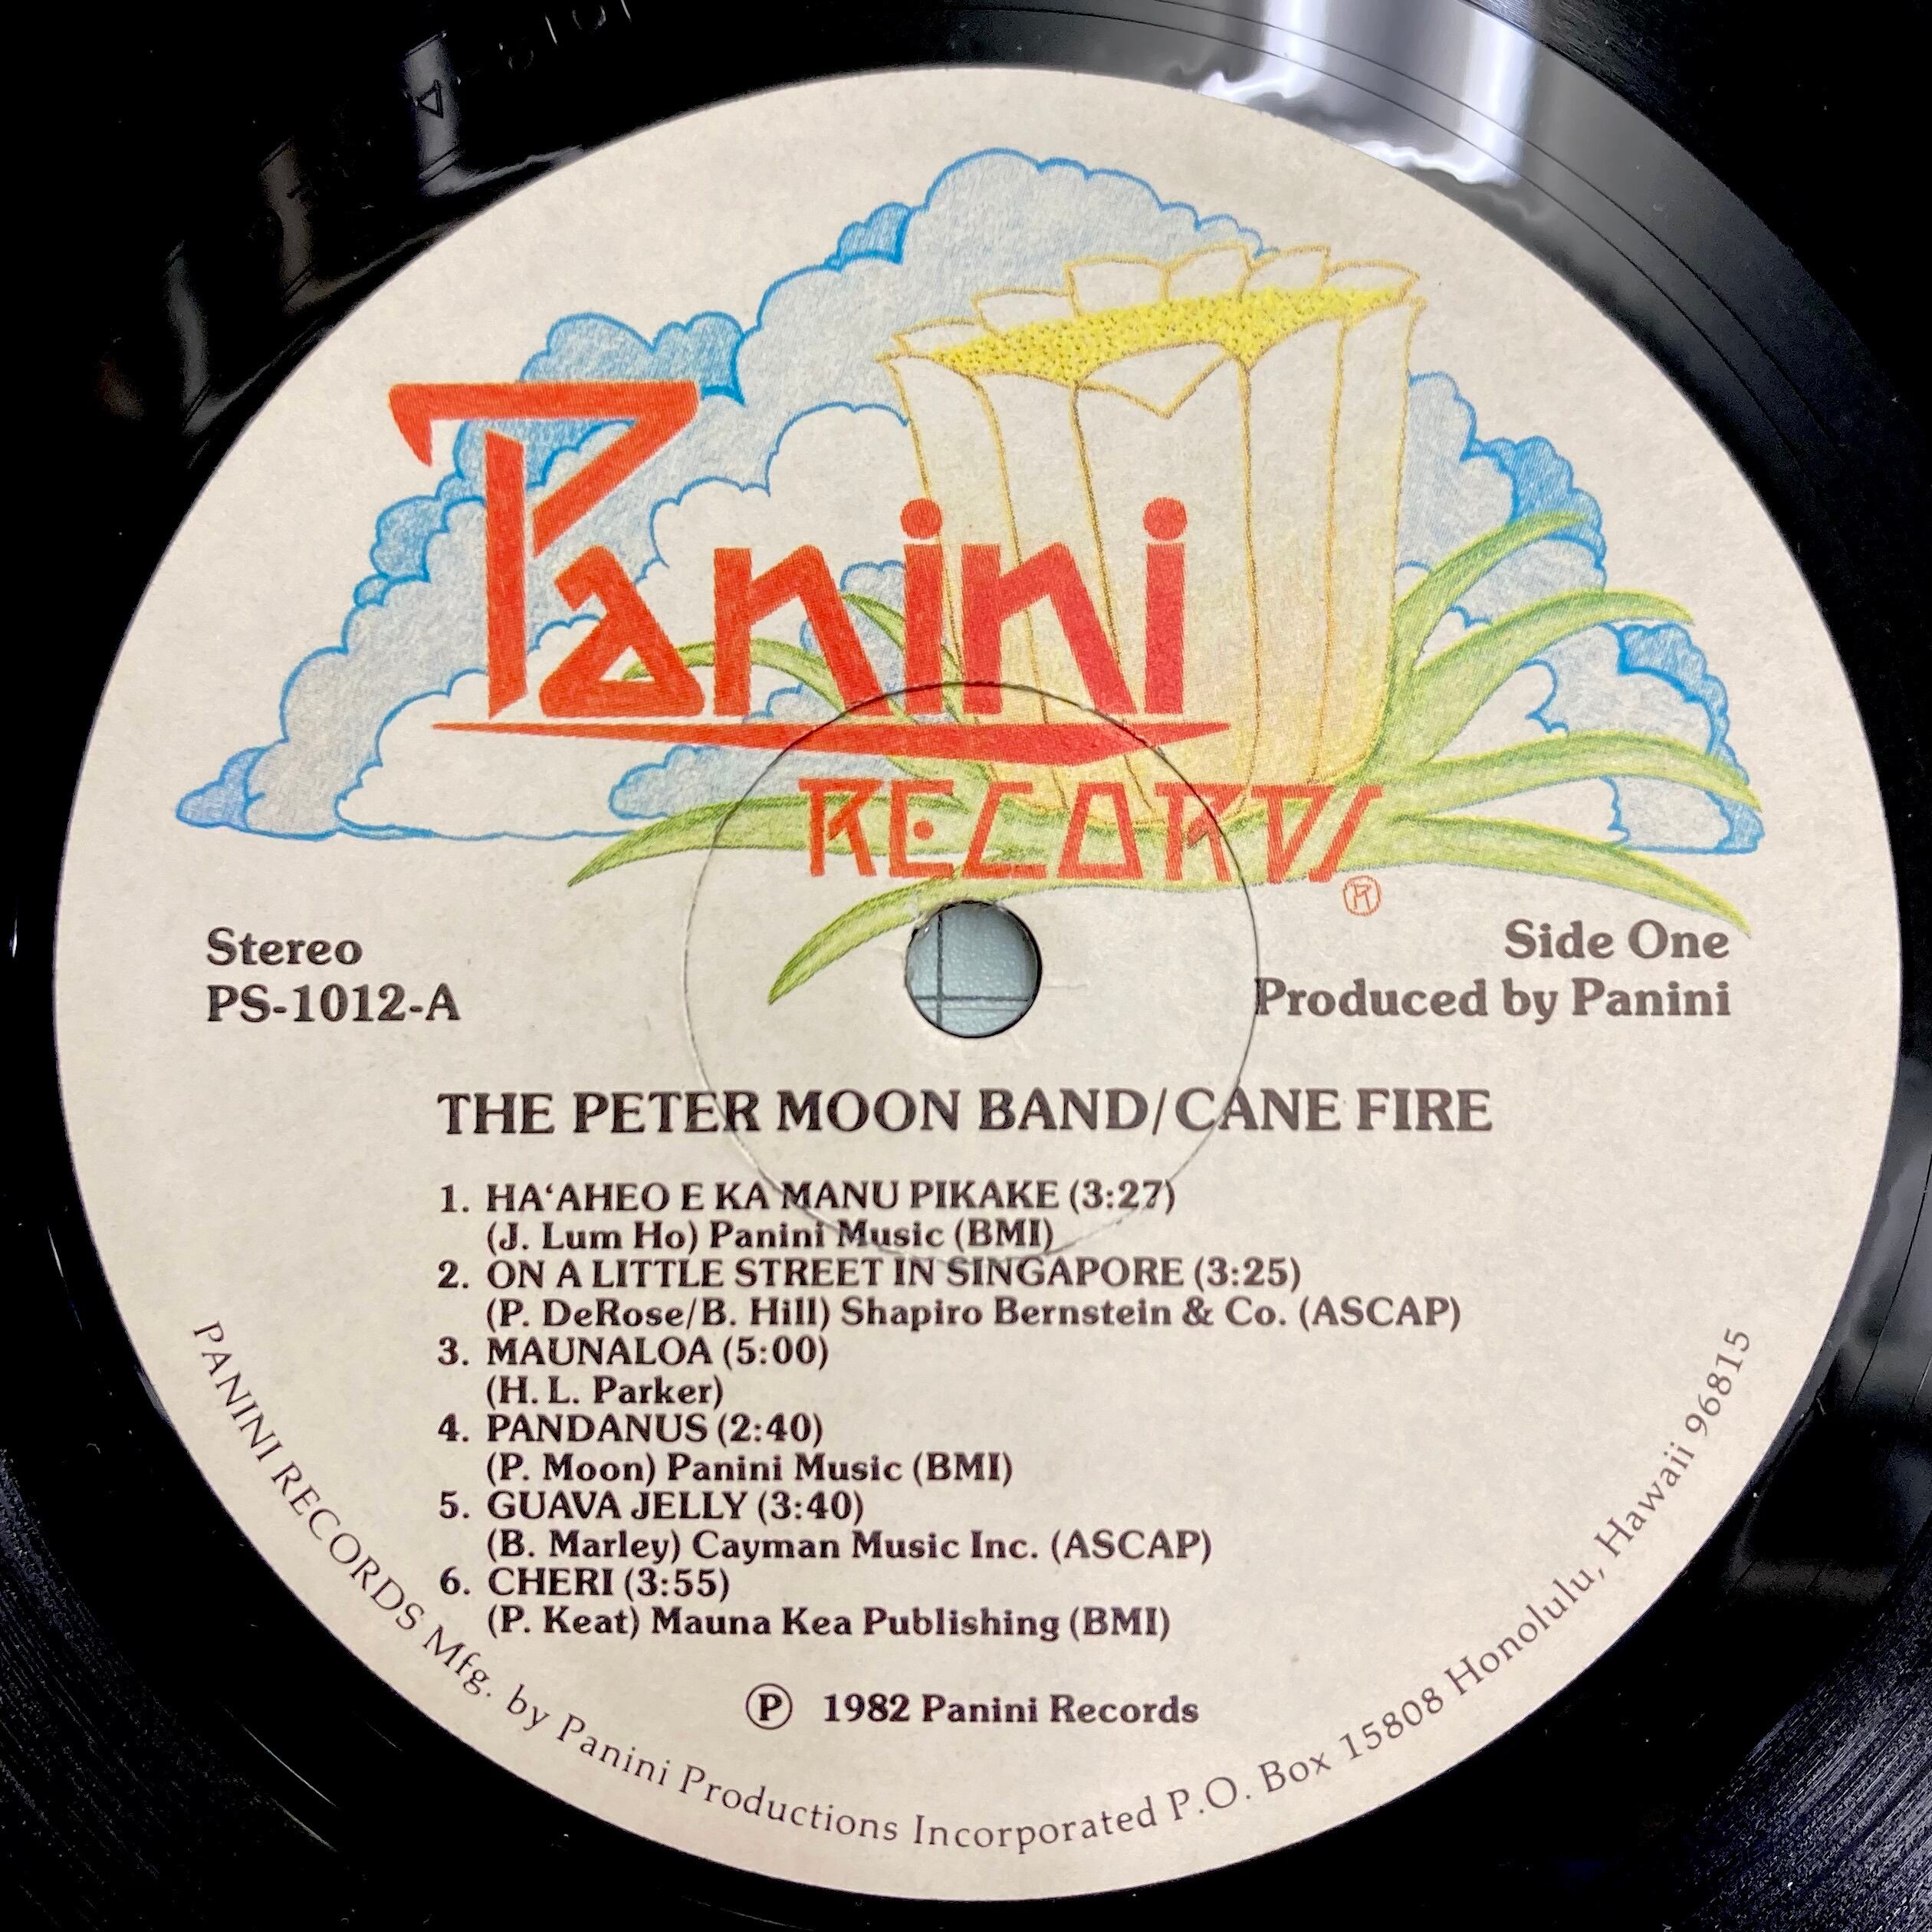 Panini
RECORDS
®
Stereo
PS-1012-A
Side One
Produced by Panini
THE PETER MOON BAND/CANE FIRE
1. HA‘AHEO E KA MANU PIKAKE (3:27)
(J. Lum Ho) Panini Music (BMI)
2. ON A LITTLE STREET IN SINGAPORE (3:25)
(P. DeRose/B. Hill) Shapiro Bernstein & Co. (ASCAP)
3. MAUNALOA (5:00)
(H. L. Parker)
4. PANDANUS (2:40)
(P. Moon) Panini Music (BMI)
5. GUAVA JELLY (3:40)
(B. Marley) Cayman Music Inc. (ASCAP)
6. CHERI (3:55)
(P. Keat) Mauna Kea Publishing (BMI)
℗ 1982 Panini Records
PANINI RECORDS Mfg. by Panini Productions Incorporated P.O. Box 15808 Honolulu, Hawaii 96815